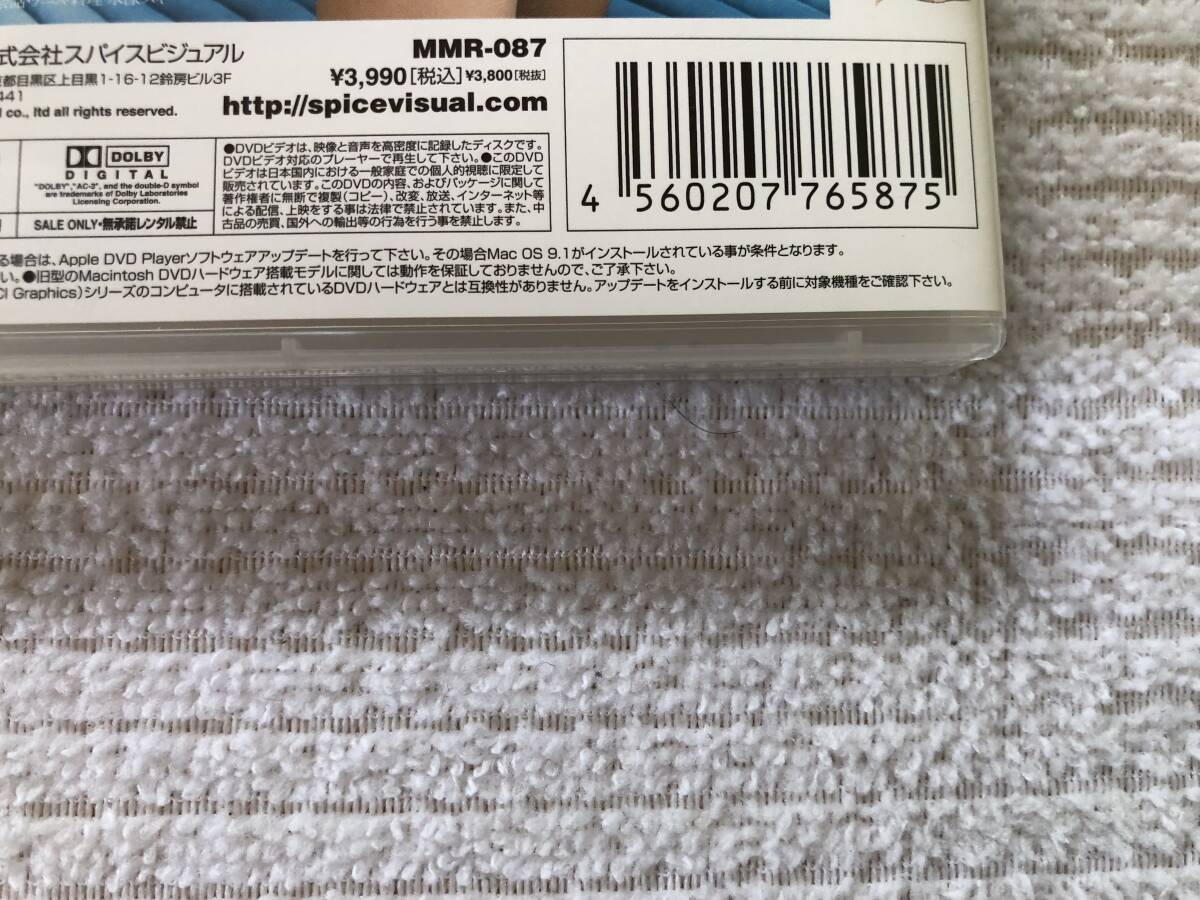 式会社スパイスビジュアル
京都目黒区上目黒1-16-12鈴房ビル3F
441
l co., ltd all rights reserved.
MMR-087
¥3,990[税込]¥3,800[税抜]
http://spicevisual.com
DOLBY
DIGITAL
"DOLBY","AC-3", and the double-D symbol
are trademarks of Dolby Laboratories
Licensing Corporation.
SALE ONLY・無承諾レンタル禁止
●DVDビデオは、映像と音声を高密度に記録したディスクです。
DVDビデオ対応のプレーヤーで再生して下さい。●このDVD
ビデオは日本国内における一般家庭での個人的視聴に限定して
販売されています。このDVDの内容、およびパッケージに関して
著作権者に無断で複製(コピー)、改変、放送、インターネット等
による配信、上映をする事は法律で禁止されています。また、中
古品の売買、国外への輸出等の行為を行う事を禁止します。
4 560207 765875
る場合は、Apple DVD Playerソフトウェアアップデートを行って下さい。その場合Mac OS 9.1がインストールされている事が条件となります。
い。●旧型のMacintosh DVDハードウェア搭載モデルに関しては動作を保証しておりませんので、ご了承下さい。
CI Graphics)シリーズのコンピュータに搭載されているDVDハードウェアとは互換性がありません。アップデートをインストールする前に対象機種をご確認下さい。